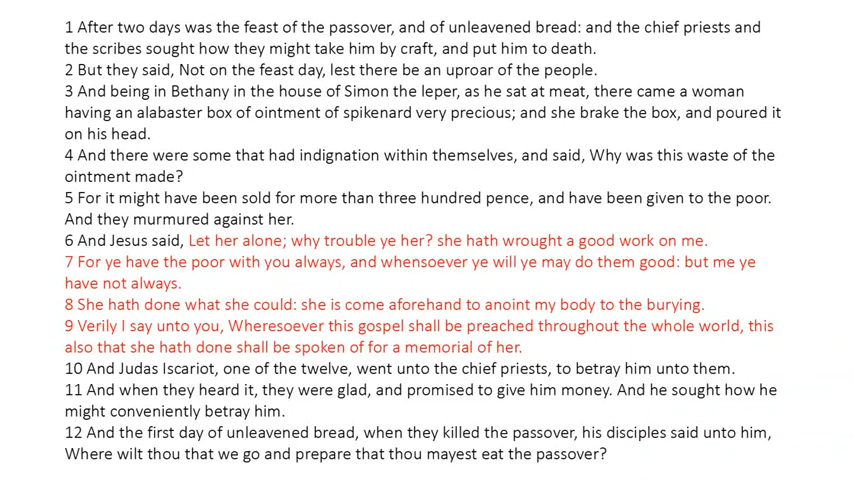 1 After two days was the feast of the passover, and of unleavened bread: and the chief priests and
the scribes sought how they might take him by craft, and put him to death.
2 But they said, Not on the feast day, lest there be an uproar of the people.
3 And being in Bethany in the house of Simon the leper, as he sat at meat, there came a woman
having an alabaster box of ointment of spikenard very precious; and she brake the box, and poured it
on his head.
4 And there were some that had indignation within themselves, and said, Why was this waste of the
ointment made?
5 For it might have been sold for more than three hundred pence, and have been given to the poor.
And they murmured against her.
6 And Jesus said, Let her alone; why trouble ye her? she hath wrought a good work on me.
7 For ye have the poor with you always, and whensoever ye will ye may do them good: but me ye
have not always.
8 She hath done what she could: she is come aforehand to anoint my body to the burying.
9 Verily I say unto you, Wheresoever this gospel shall be preached throughout the whole world, this
also that she hath done shall be spoken of for a memorial of her.
10 And Judas Iscariot, one of the twelve, went unto the chief priests, to betray him unto them.
11 And when they heard it, they were glad, and promised to give him money. And he sought how he
might conveniently betray him.
12 And the first day of unleavened bread, when they killed the passover, his disciples said unto him,
Where wilt thou that we go and prepare that thou mayest eat the passover?